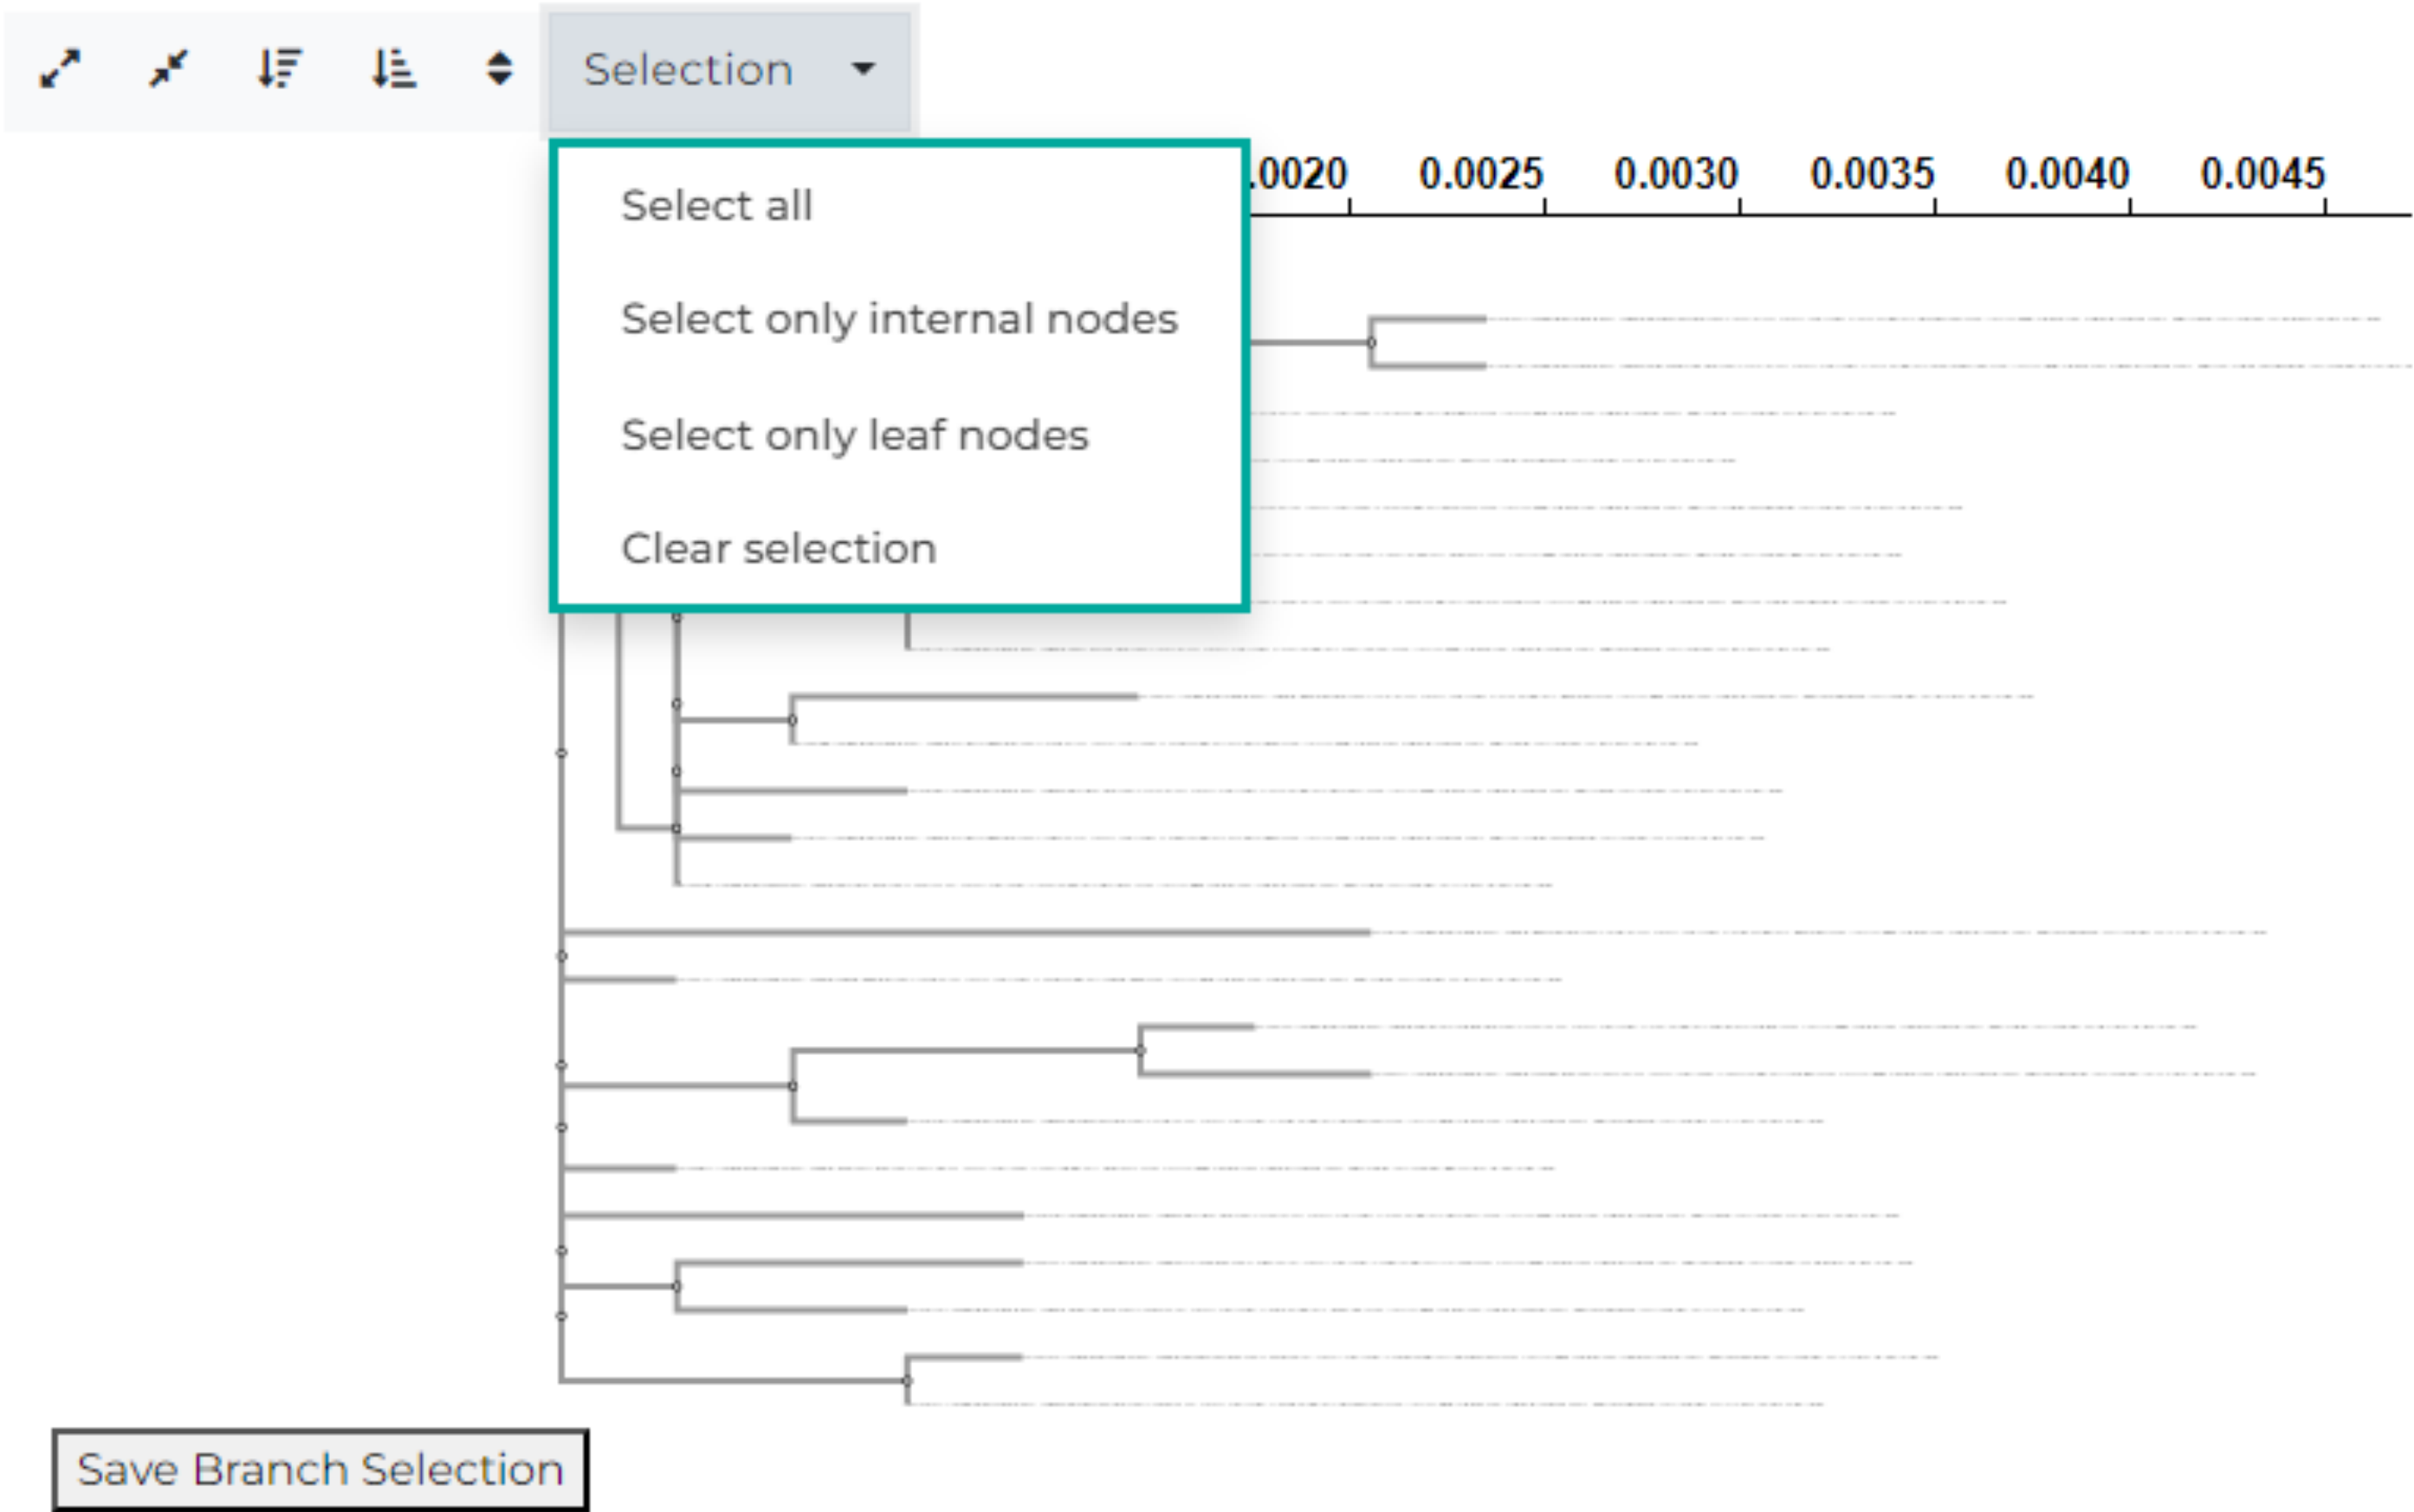 Selection
.0020 0.0025 0.0030 0.0035 0.0040 0.0045
Select all
Select only internal nodes
Select only leaf nodes
Clear selection
Save Branch Selection